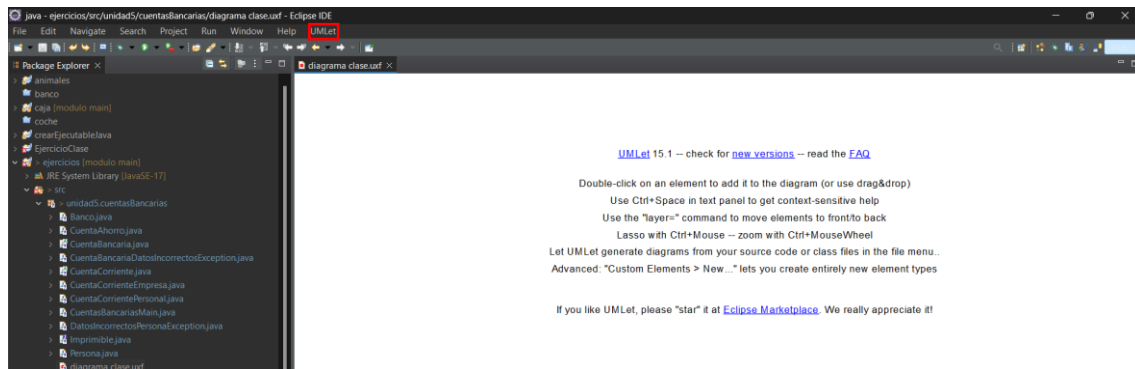 java - ejercicios/src/unidad5/cuentasBancarias/diagrama clase.uxf - Eclipse IDE
File Edit Navigate Search Project Run Window Help UMLet
Package Explorer
diagrama clase.uxf
animales
banco
caja [modulo main]
coche
crearEjecutableJava
EjercicioClase
> ejercicios [modulo main]
JRE System Library [JavaSE-17]
> src
> unidad5.cuentasBancarias
Banco.java
CuentaAhorro.java
CuentaBancaria.java
CuentaBancariaDatosIncorrectosException.java
CuentaCorriente.java
CuentaCorrienteEmpresa.java
CuentaCorrientePersonal.java
CuentasBancariasMain.java
DatosIncorrectosPersonaException.java
Imprimible.java
Persona.java
diagrama clase.uxf
UMLet 15.1 -- check for new versions -- read the FAQ
Double-click on an element to add it to the diagram (or use drag&drop)
Use Ctrl+Space in text panel to get context-sensitive help
Use the "layer=" command to move elements to front/to back
Lasso with Ctrl+Mouse -- zoom with Ctrl+MouseWheel
Let UMLet generate diagrams from your source code or class files in the file menu..
Advanced: "Custom Elements > New..." lets you create entirely new element types
If you like UMLet, please "star" it at Eclipse Marketplace. We really appreciate it!